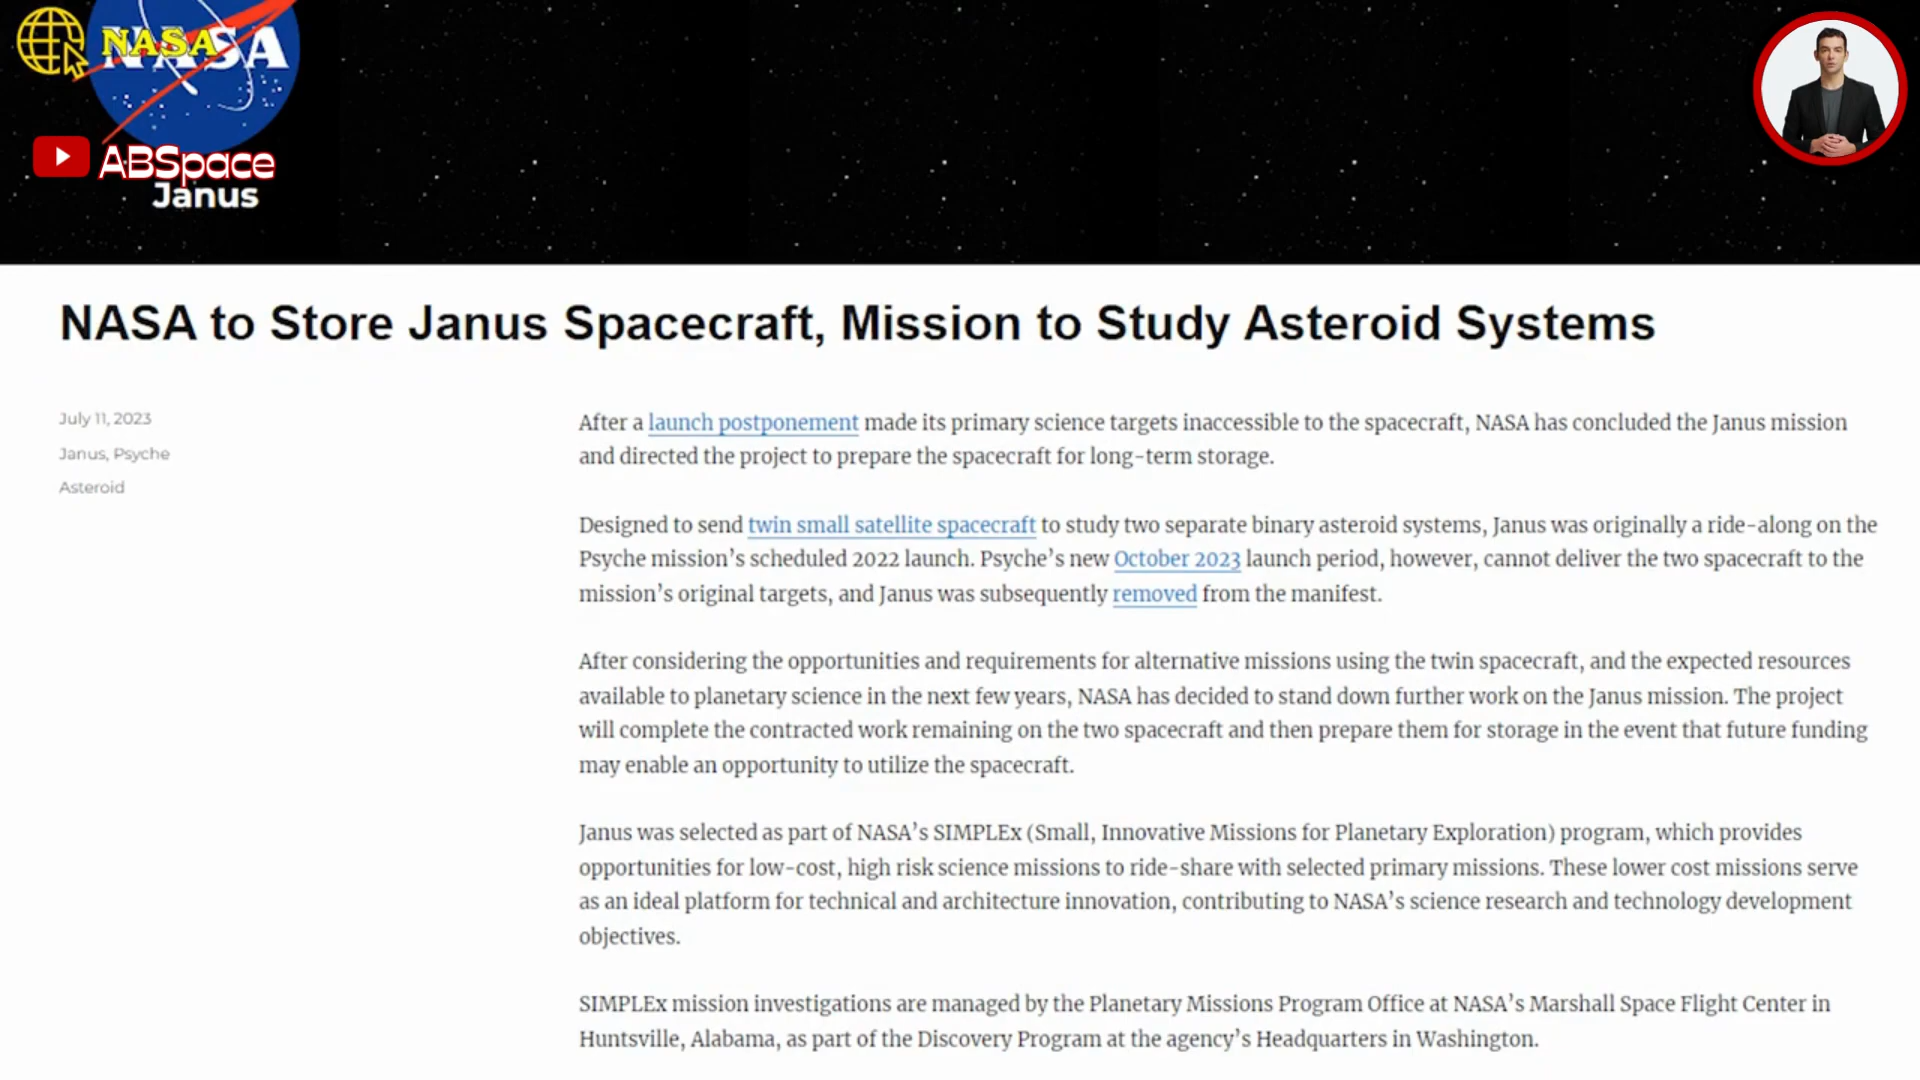 NASA
NASA
ABSpace
Janus
NASA to Store Janus Spacecraft, Mission to Study Asteroid Systems
July 11, 2023
Janus, Psyche
Asteroid
After a launch postponement made its primary science targets inaccessible to the spacecraft, NASA has concluded the Janus mission
and directed the project to prepare the spacecraft for long-term storage.
Designed to send twin small satellite spacecraft to study two separate binary asteroid systems, Janus was originally a ride-along on the
Psyche mission’s scheduled 2022 launch. Psyche’s new October 2023 launch period, however, cannot deliver the two spacecraft to the
mission’s original targets, and Janus was subsequently removed from the manifest.
After considering the opportunities and requirements for alternative missions using the twin spacecraft, and the expected resources
available to planetary science in the next few years, NASA has decided to stand down further work on the Janus mission. The project
will complete the contracted work remaining on the two spacecraft and then prepare them for storage in the event that future funding
may enable an opportunity to utilize the spacecraft.
Janus was selected as part of NASA’s SIMPLEx (Small, Innovative Missions for Planetary Exploration) program, which provides
opportunities for low-cost, high risk science missions to ride-share with selected primary missions. These lower cost missions serve
as an ideal platform for technical and architecture innovation, contributing to NASA’s science research and technology development
objectives.
SIMPLEx mission investigations are managed by the Planetary Missions Program Office at NASA’s Marshall Space Flight Center in
Huntsville, Alabama, as part of the Discovery Program at the agency’s Headquarters in Washington.